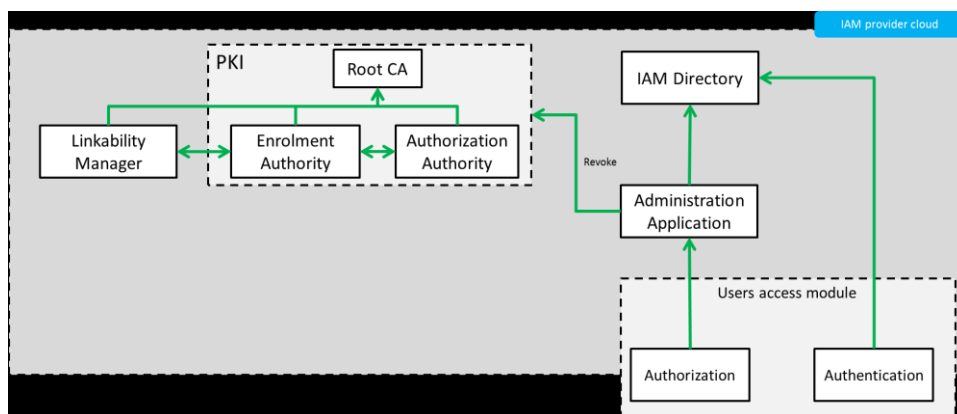 IAM provider cloud
PKI
Root CA
IAM Directory
Linkability
Manager
Enrolment
Authority
Authorization
Authority
Revoke
Administration
Application
Users access module
Authorization
Authentication